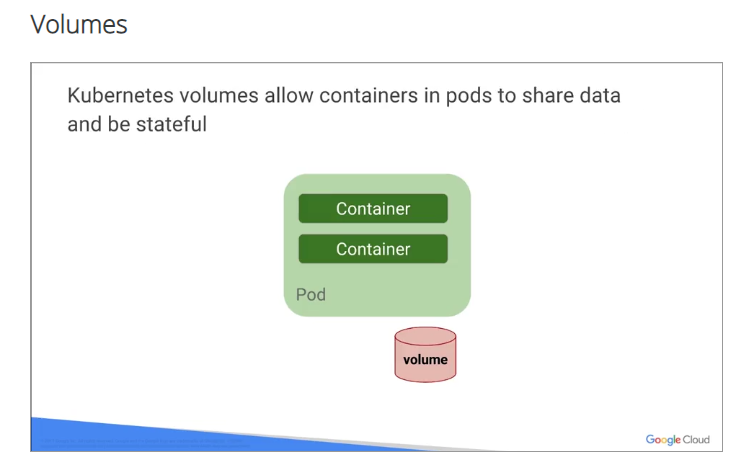 Volumes
Kubernetes volumes allow containers in pods to share data
and be stateful
Container
Container
Pod
volume
Google Cloud